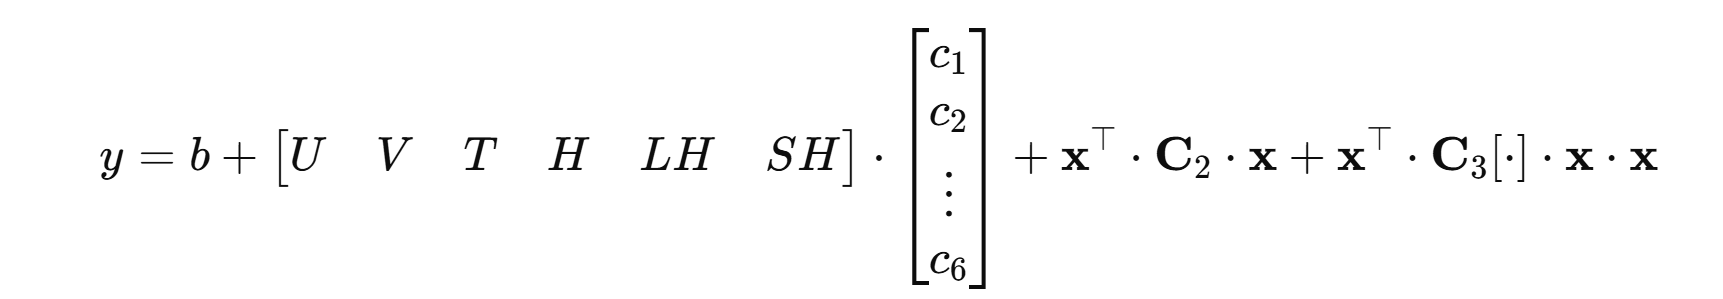 y = b + [U V T H LH SH] · [c₁ c₂ ⋮ c₆] + x⊤ · C₂ · x + x⊤ · C₃[·] · x · x